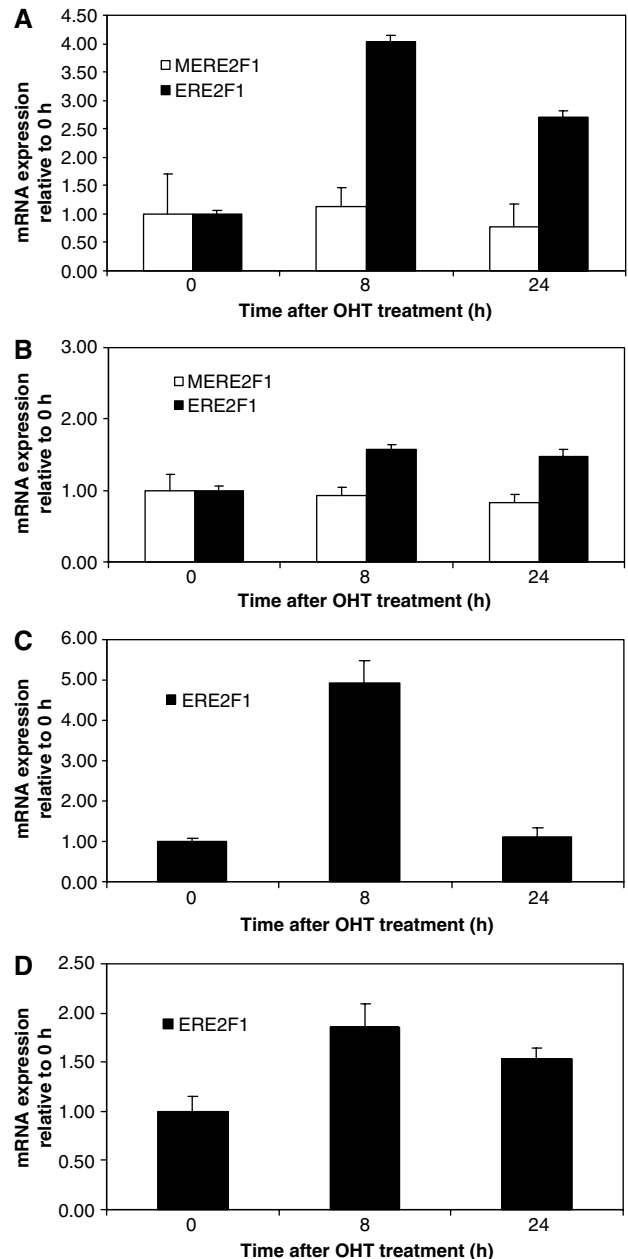 A
mRNA expression
relative to 0 h
4.50
4.00
3.50
3.00
2.50
2.00
1.50
1.00
0.50
0.00
MERE2F1
ERE2F1
0 8 24
Time after OHT treatment (h)
B
mRNA expression
relative to 0 h
3.00
2.00
1.00
0.00
MERE2F1
ERE2F1
0 8 24
Time after OHT treatment (h)
C
mRNA expression
relative to 0 h
6.00
5.00
4.00
3.00
2.00
1.00
0.00
ERE2F1
0 8 24
Time after OHT treatment (h)
D
mRNA expression
relative to 0 h
2.50
2.00
1.50
1.00
0.50
0.00
ERE2F1
0 8 24
Time after OHT treatment (h)